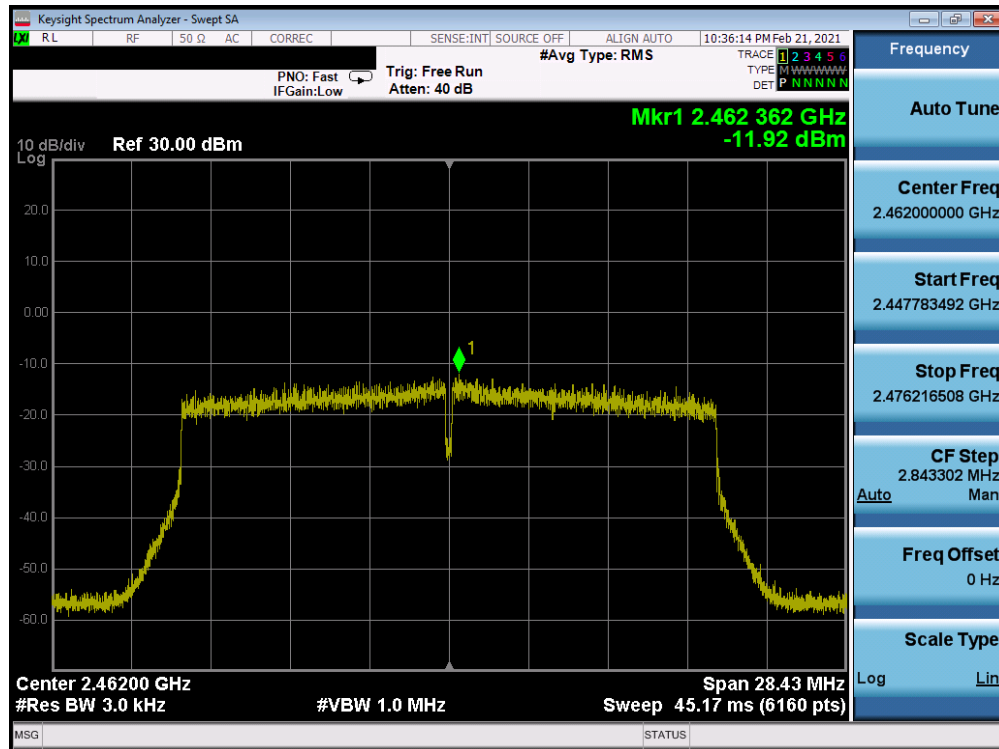 Keysight Spectrum Analyzer - Swept SA
LXI RL RF 50 Ω AC CORREC SENSE:INT SOURCE OFF ALIGN AUTO 10:36:14 PM Feb 21, 2021
PNO: Fast
IFGain:Low
Trig: Free Run
Atten: 40 dB
#Avg Type: RMS
TRACE 1 2 3 4 5 6
TYPE M WWWWW
DET P N N N N N
Mkr1 2.462 362 GHz
-11.92 dBm
10 dB/div
Log
Ref 30.00 dBm
20.0
10.0
0.00
-10.0
-20.0
-30.0
-40.0
-50.0
-60.0
1
Center 2.46200 GHz
Span 28.43 MHz
#Res BW 3.0 kHz
#VBW 1.0 MHz
Sweep 45.17 ms (6160 pts)
MSG
STATUS
Frequency
Auto Tune
Center Freq
2.462000000 GHz
Start Freq
2.447783492 GHz
Stop Freq
2.476216508 GHz
CF Step
2.843302 MHz
Auto Man
Freq Offset
0 Hz
Scale Type
Log Lin